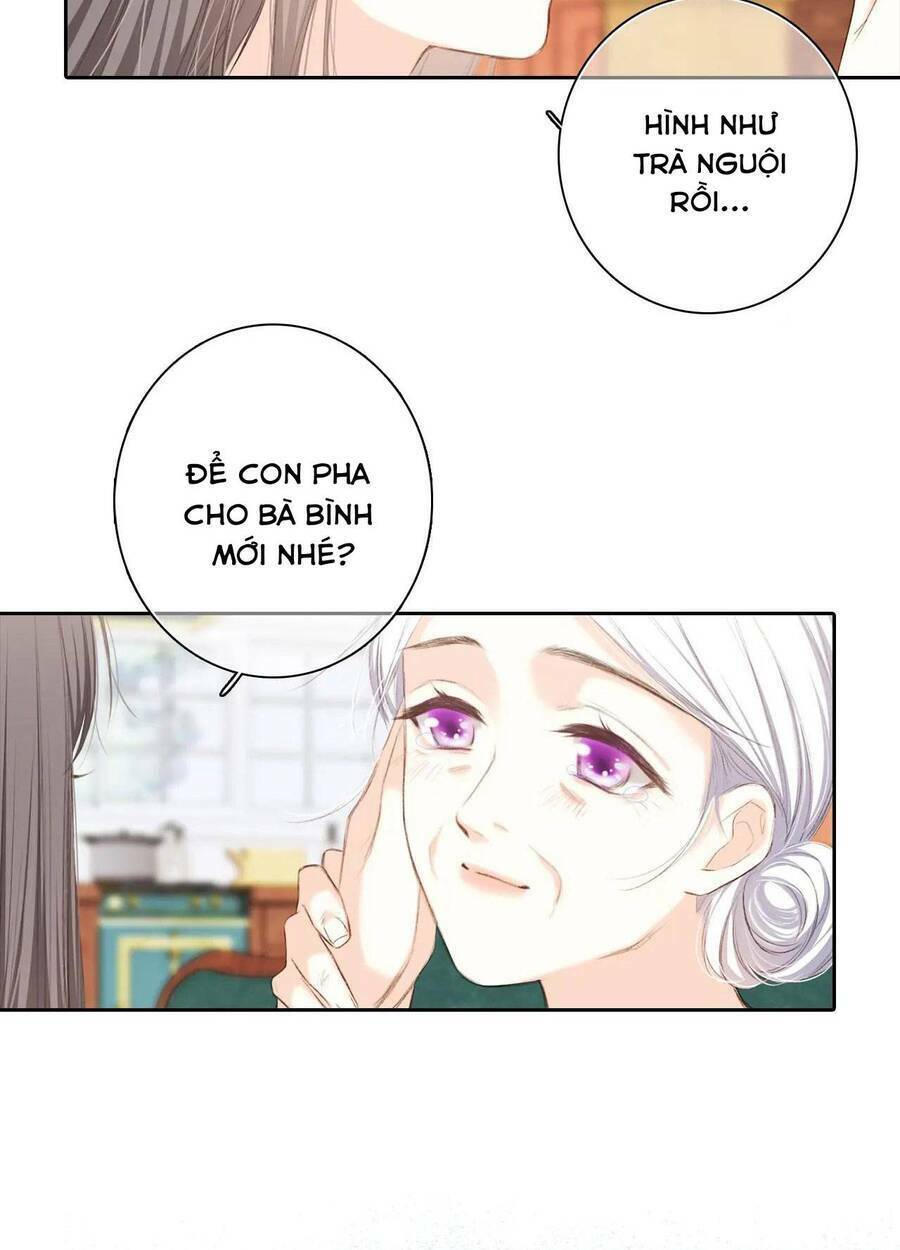 HÌNH NHƯ
TRÀ NGUỘI
RỒI...
ĐỂ CON PHA
CHO BÀ BÌNH
MỚI NHÉ?